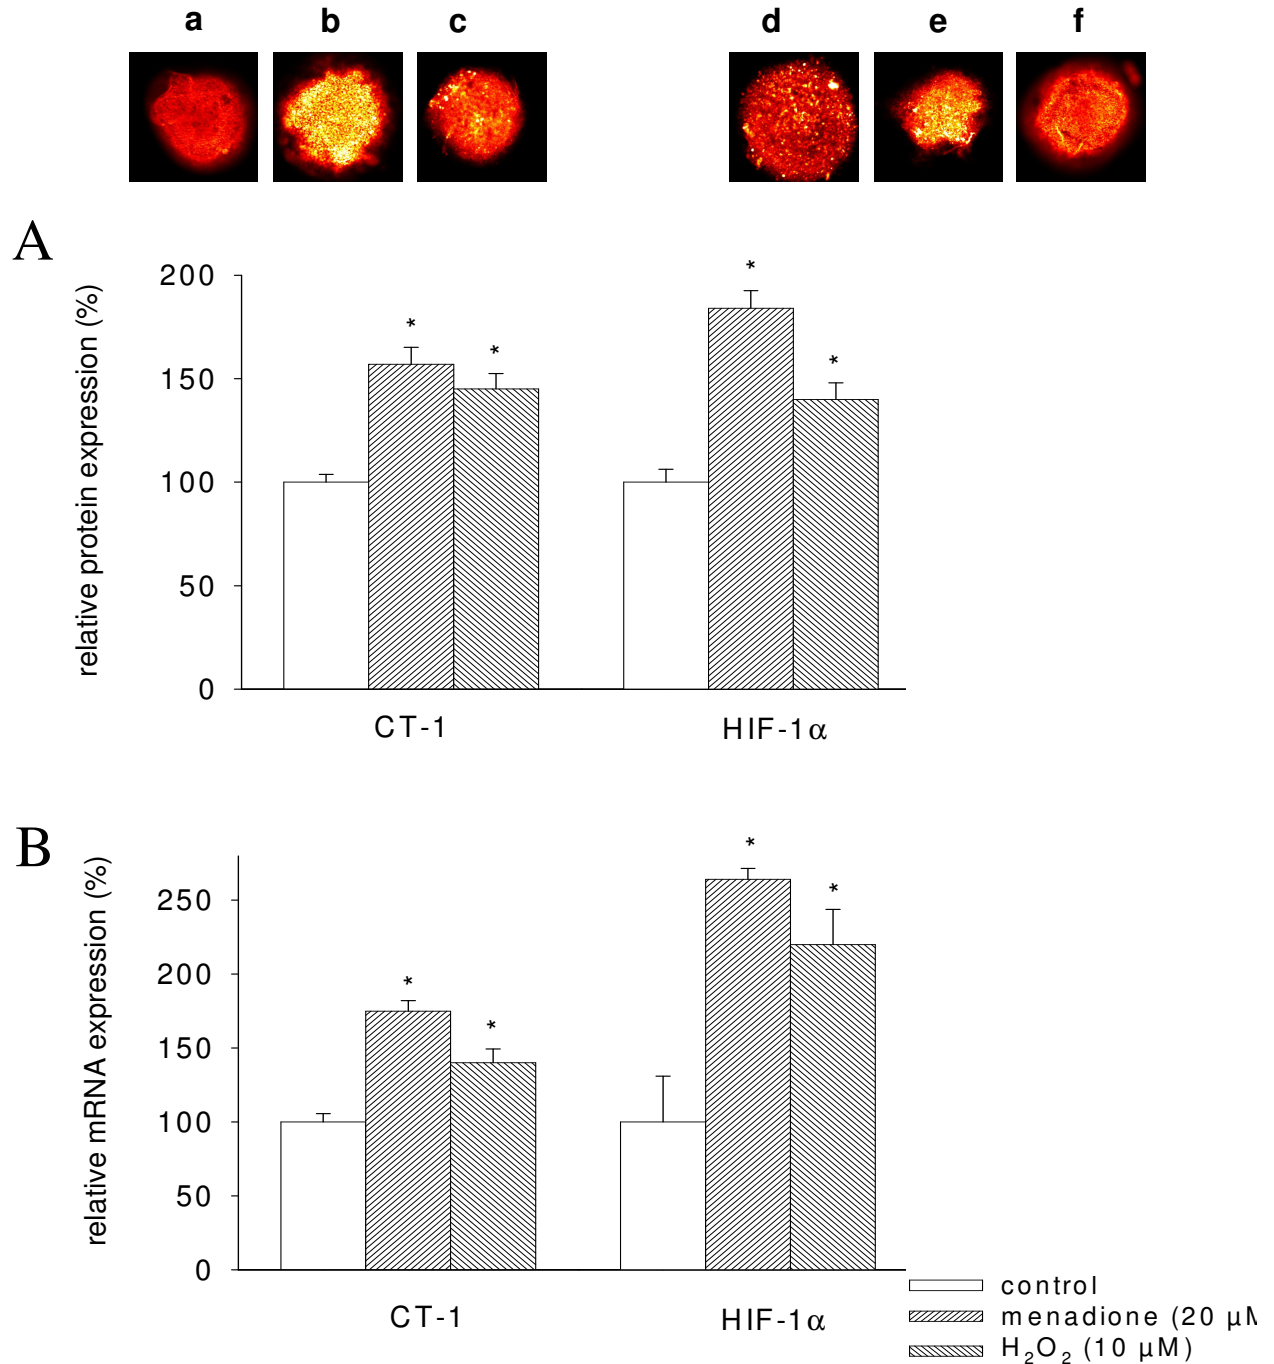 a b c d e f
A
relative protein expression (%)
200
150
100
50
0
* * * *
CT-1 HIF-1α
B
relative mRNA expression (%)
250
200
150
100
50
0
* * * *
CT-1 HIF-1α
control
menadione (20 μM
H₂O₂ (10 μM)